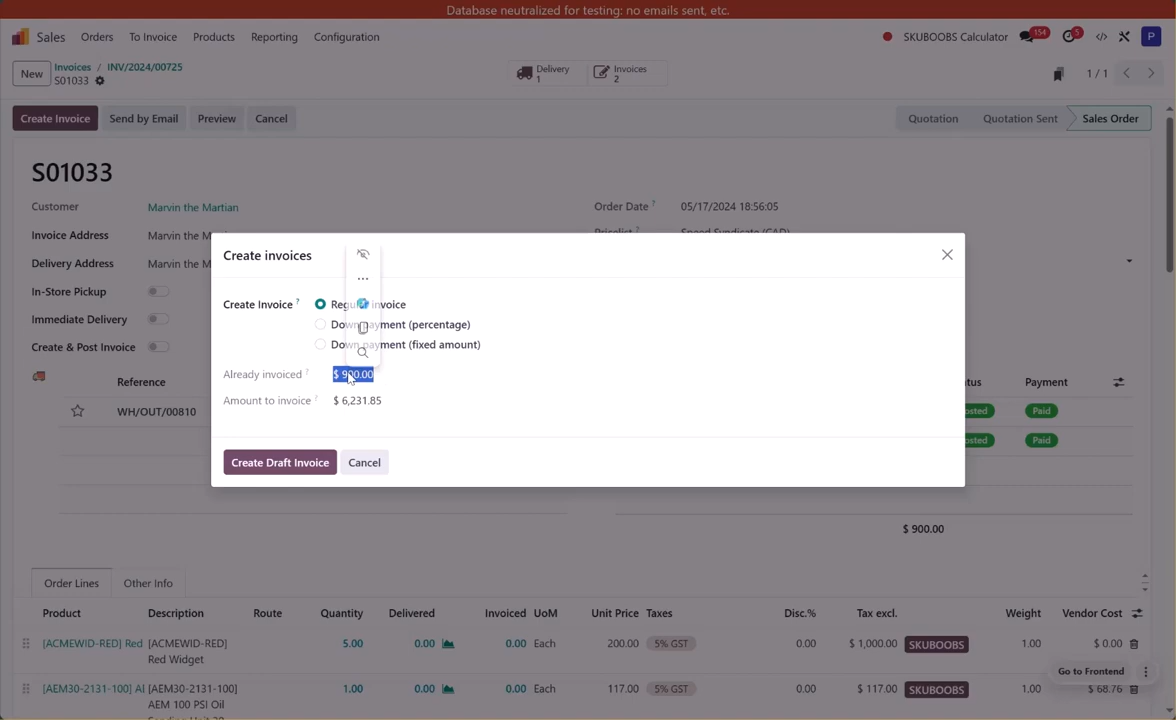 Database neutralized for testing: no emails sent, etc.
Sales Orders To Invoice Products Reporting Configuration SKUBOOBS Calculator 154 5 P
New Invoices / INV/2024/00725 Delivery 1 Invoices 2 1 / 1
S01033
Create Invoice Send by Email Preview Cancel Quotation Quotation Sent Sales Order
S01033
Customer Marvin the Martian Order Date ? 05/17/2024 18:56:05
Invoice Address Marvin the M Pricelist ? Speed Syndicate (CAD)
Delivery Address Marvin the M
In-Store Pickup
Immediate Delivery
Create & Post Invoice
Create invoices
Create Invoice ? Regular invoice
Down payment (percentage)
Down payment (fixed amount)
Already invoiced ? $ 900.00
Amount to invoice ? $ 6,231.85
Create Draft Invoice Cancel
Reference tus Payment
WH/OUT/00810 osted Paid
osted Paid
$ 900.00
Order Lines Other Info
Product Description Route Quantity Delivered Invoiced UoM Unit Price Taxes Disc.% Tax excl. Weight Vendor Cost
[ACMEWID-RED] Red [ACMEWID-RED] 5.00 0.00 0.00 Each 200.00 5% GST 0.00 $ 1,000.00 SKUBOOBS 1.00 $ 0.00
Red Widget
Go to Frontend
[AEM30-2131-100] AI [AEM30-2131-100] 1.00 0.00 0.00 Each 117.00 5% GST 0.00 $ 117.00 SKUBOOBS 1.00 $ 68.76
AEM 100 PSI Oil